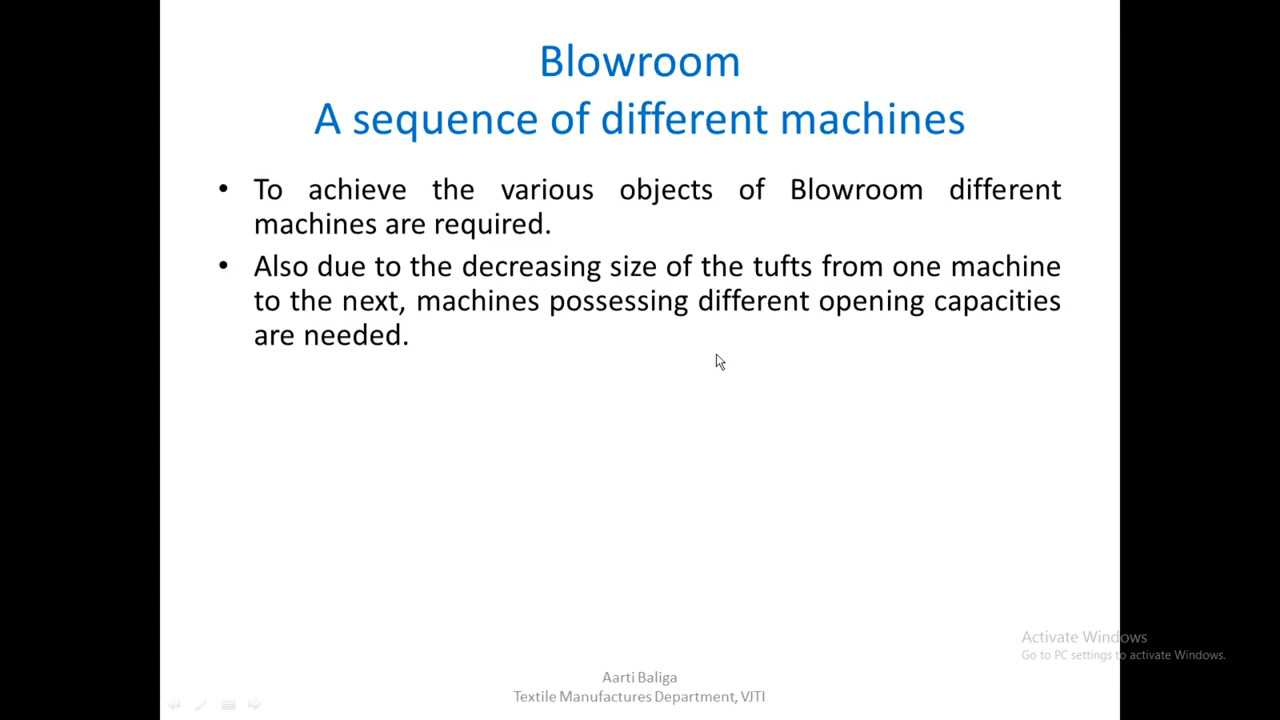 Blowroom
A sequence of different machines
• To achieve the various objects of Blowroom different
machines are required.
• Also due to the decreasing size of the tufts from one machine
to the next, machines possessing different opening capacities
are needed.
Activate Windows
Go to PC settings to activate Windows.
Aarti Baliga
Textile Manufactures Department, VJTI